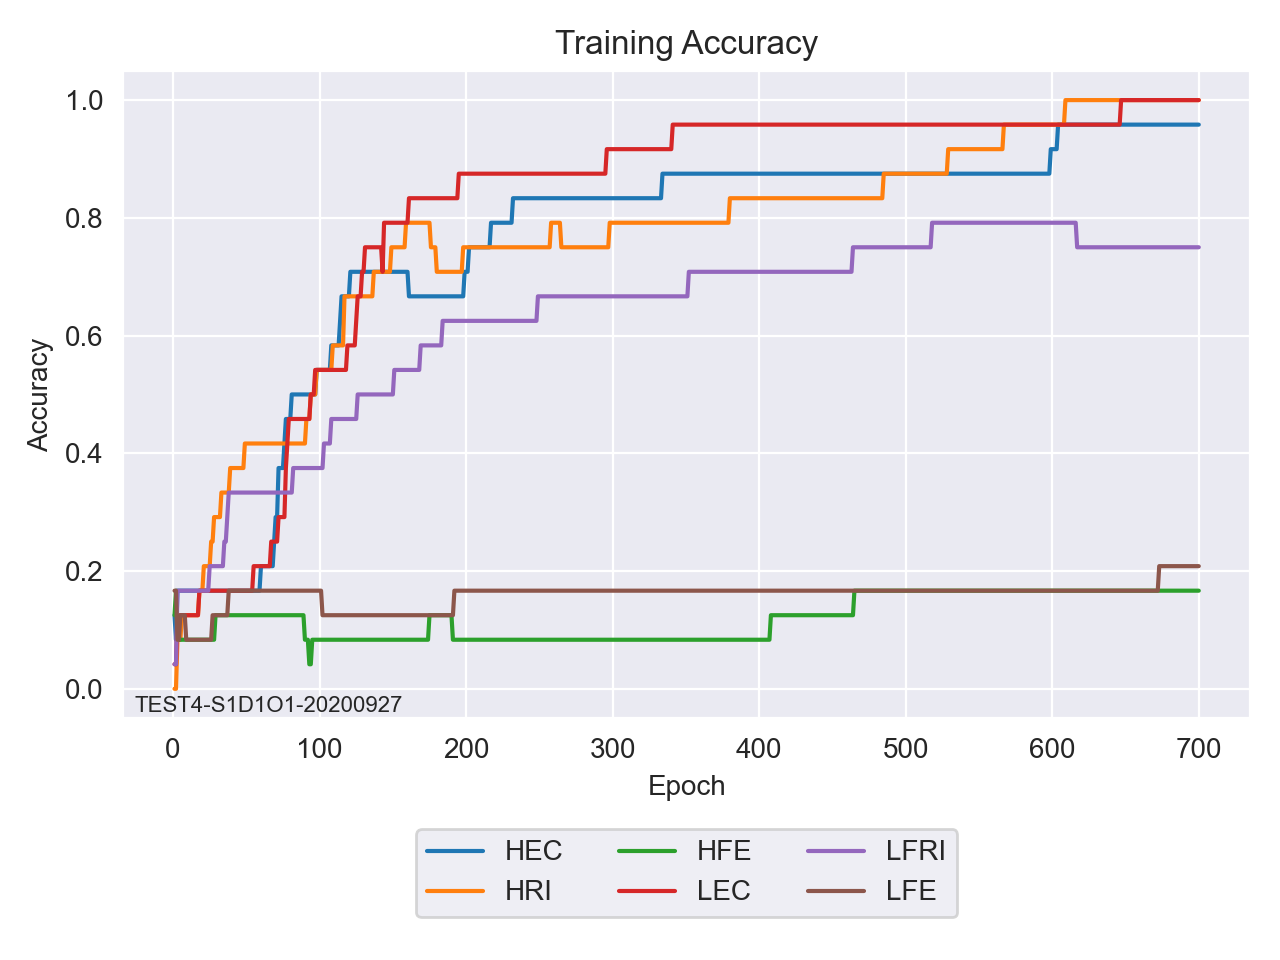 Training Accuracy
1.0
0.8
0.6
0.4
0.2
0.0
Accuracy
TEST4-S1D1O1-20200927
0 100 200 300 400 500 600 700
Epoch
HEC HFE LFRI
HRI LEC LFE